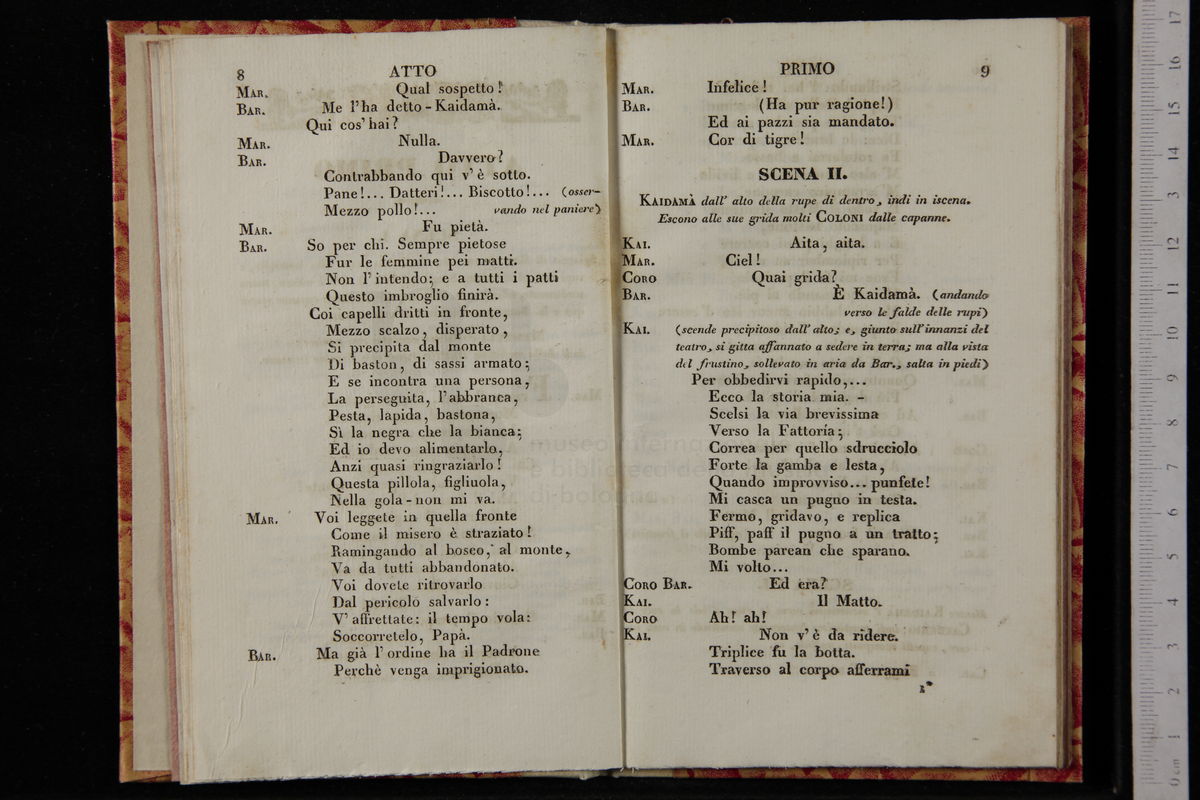 8 ATTO
MAR. Qual sospetto!
BAR. Me l'ha detto - Kaidamà.
Qui cos' hai?
MAR. Nulla.
BAR. Davvero?
Contrabbando qui v'è sotto.
Pane!... Datteri!... Biscotto!... (osser-
Mezzo pollo!... vando nel paniere)
MAR. Fu pietà.
BAR. So per chi. Sempre pietose
Fur le femmine pei matti.
Non l'intendo; e a tutti i patti
Questo imbroglio finirà.
Coi capelli dritti in fronte,
Mezzo scalzo, disperato,
Si precipita dal monte
Di baston, di sassi armato;
E se incontra una persona,
La perseguita, l'abbranca,
Pesta, lapida, bastona,
Sì la negra che la bianca;
Ed io devo alimentarlo,
Anzi quasi ringraziarlo!
Questa pillola, figliuola,
Nella gola - non mi va.
MAR. Voi leggete in quella fronte
Come il misero è straziato!
Ramingando al bosco, al monte,
Va da tutti abbandonato.
Voi dovete ritrovarlo
Dal pericolo salvarlo:
V'affrettate: il tempo vola:
Soccorretelo, Papà.
BAR. Ma già l'ordine ha il Padrone
Perchè venga imprigionato.
PRIMO 9
MAR. Infelice!
BAR. (Ha pur ragione!)
Ed ai pazzi sia mandato.
MAR. Cor di tigre!
SCENA II.
KAIDAMÀ dall' alto della rupe di dentro, indi in iscena.
Escono alle sue grida molti COLONI dalle capanne.
KAI. Aita, aita.
MAR. Ciel!
CORO Quai grida?
BAR. È Kaidamà. (andando
verso le falde delle rupi)
KAI. (scende precipitoso dall' alto; e, giunto sull'innanzi del
teatro, si gitta affannato a sedere in terra; ma alla vista
del frustino, sollevato in aria da Bar., salta in piedi)
Per obbedirvi rapido,...
Ecco la storia mia. -
Scelsi la via brevissima
Verso la Fattoría;
Correa per quello sdrucciolo
Forte la gamba e lesta,
Quando improvviso... punfete!
Mi casca un pugno in testa.
Fermo, gridavo, e replica
Piff, paff il pugno a un tratto;
Bombe parean che sparano.
Mi volto...
CORO BAR. Ed era?
KAI. Il Matto.
CORO Ah! ah!
KAI. Non v'è da ridere.
Triplice fu la botta.
Traverso al corpo afferrami